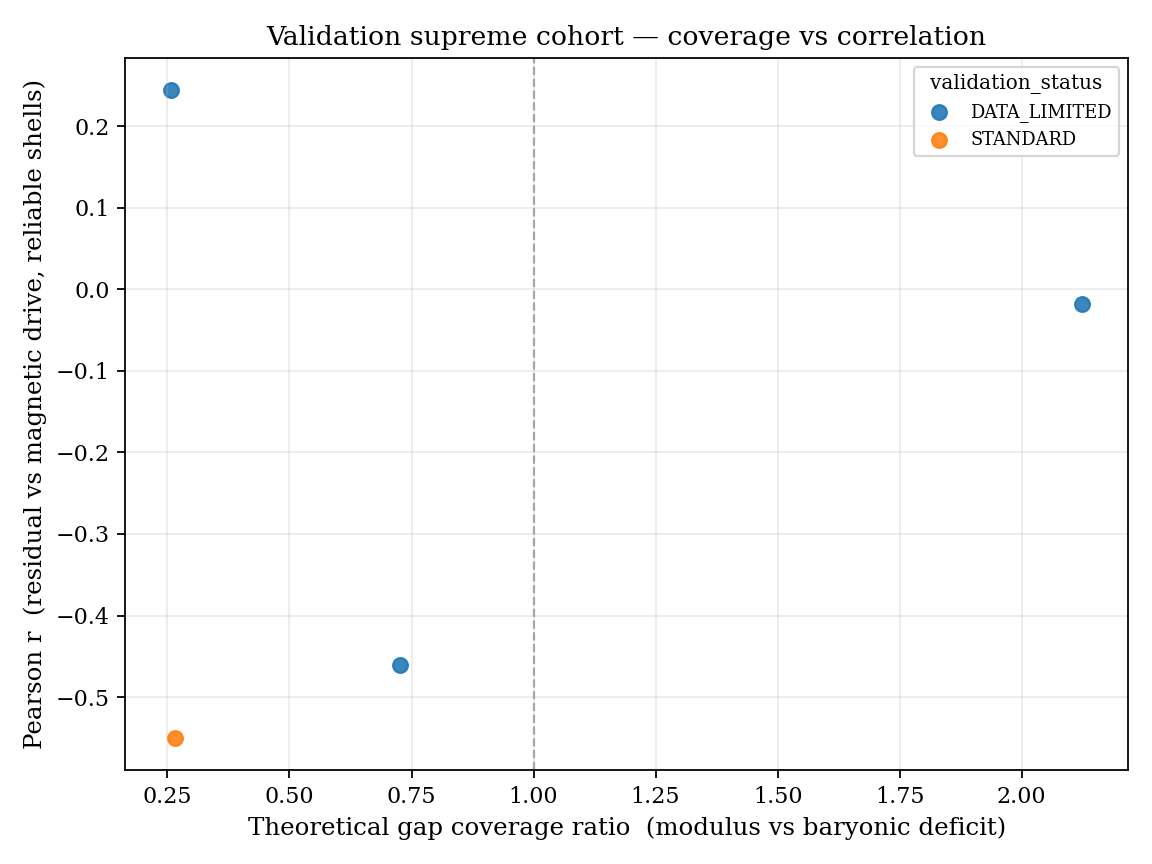 Validation supreme cohort — coverage vs correlation
validation_status
DATA_LIMITED
STANDARD
Pearson r  (residual vs magnetic drive, reliable shells)
0.2
0.1
0.0
−0.1
−0.2
−0.3
−0.4
−0.5
0.25 0.50 0.75 1.00 1.25 1.50 1.75 2.00
Theoretical gap coverage ratio  (modulus vs baryonic deficit)